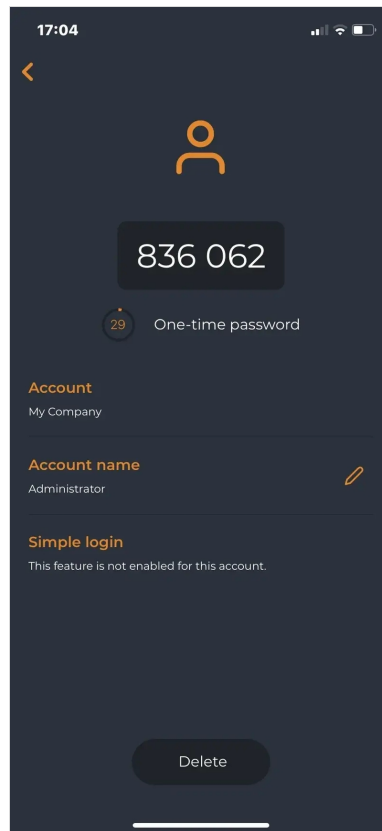 17:04
836 062
29 One-time password
Account
My Company
Account name
Administrator
Simple login
This feature is not enabled for this account.
Delete